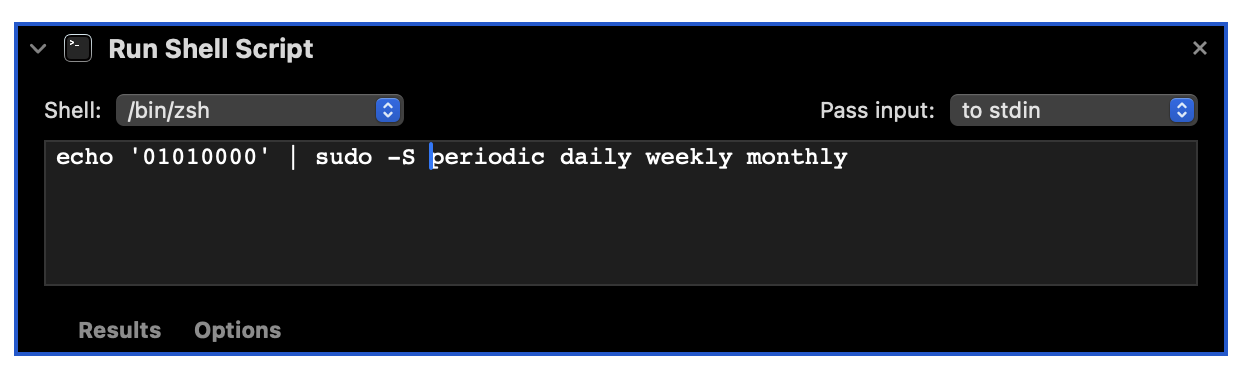 Run Shell Script
Shell: /bin/zsh Pass input: to stdin
echo '01010000' | sudo -S periodic daily weekly monthly
Results Options